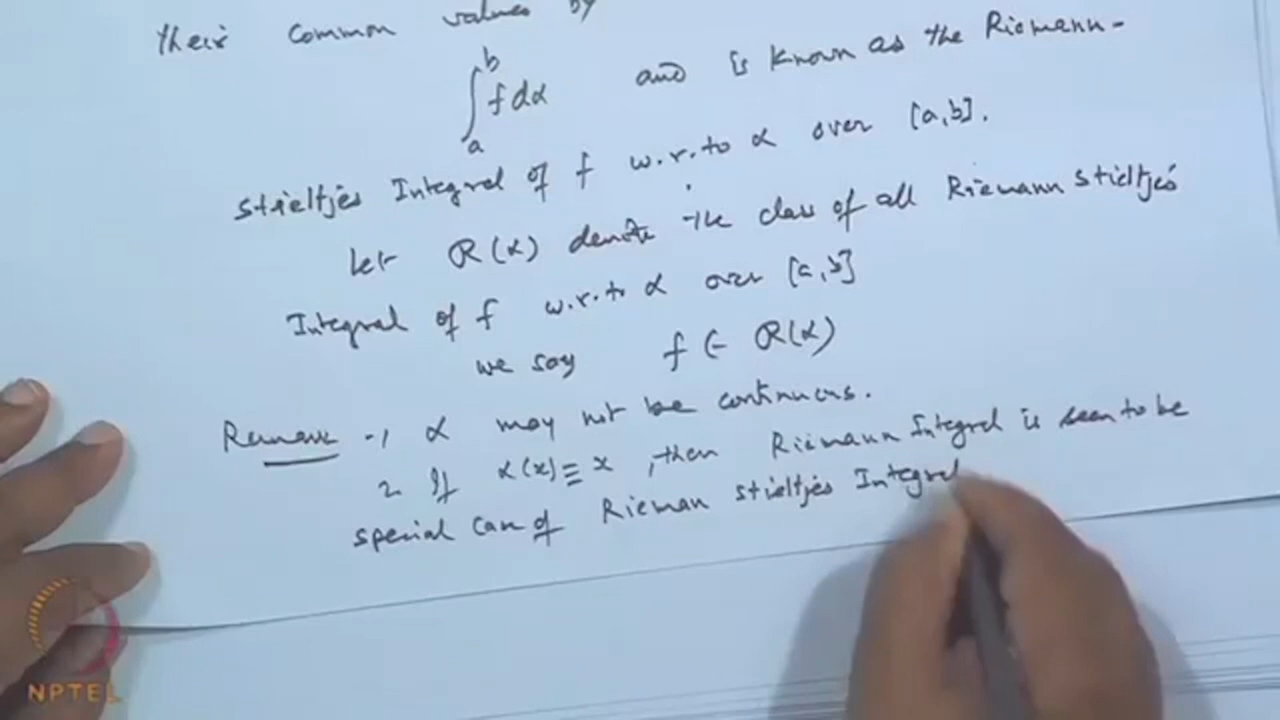 their common values by
∫ₐᵇ f dα and is known as the Riemann-
Stieltjes Integral of f w.r.to α over [a,b].
Let R(α) denote the class of all Riemann Stieltjes
Integral of f w.r.to α over [a,b]
we say f ∈ R(α)
Remark -1 α may not be continuous.
2 If α(x) ≡ x, then Riemann Integral is seen to be
special case of Rieman Stieltjes Integral
NPTEL